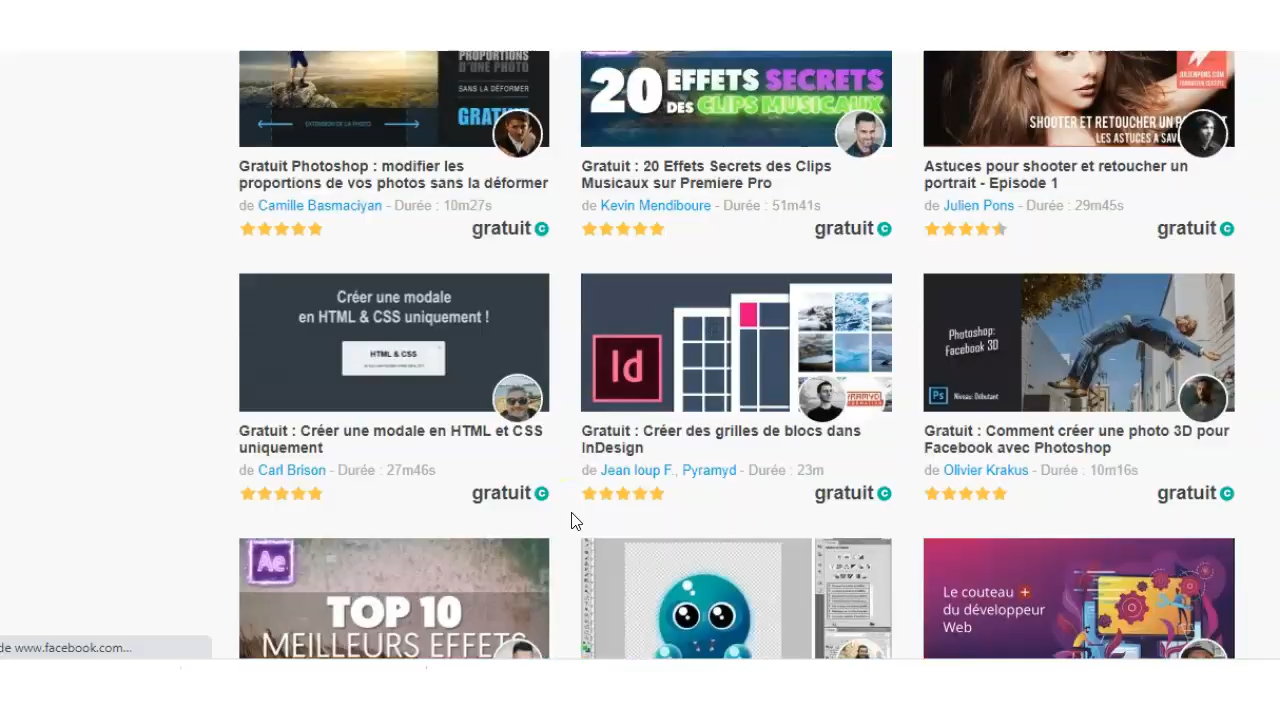 PROPORTIONS
D'UNE PHOTO
SANS LA DÉFORMER
GRATUIT
EXTENSION DE LA PHOTO
20 EFFETS SECRETS
DES CLIPS MUSICAUX
JULIENPONS.COM
SHOOTER ET RETOUCHER UN
LES ASTUCES A
Gratuit Photoshop : modifier les
proportions de vos photos sans la déformer
de Camille Basmaciyan - Durée : 10m27s
gratuit
Gratuit : 20 Effets Secrets des Clips
Musicaux sur Premiere Pro
de Kevin Mendiboure - Durée : 51m41s
gratuit
Astuces pour shooter et retoucher un
portrait - Episode 1
de Julien Pons - Durée : 29m45s
gratuit
Créer une modale
en HTML & CSS uniquement !
HTML & CSS
Id
Photoshop:
Facebook 3D
Ps Niveau: Débutant
Gratuit : Créer une modale en HTML et CSS
uniquement
de Carl Brison - Durée : 27m46s
gratuit
Gratuit : Créer des grilles de blocs dans
InDesign
de Jean loup F., Pyramyd - Durée : 23m
gratuit
Gratuit : Comment créer une photo 3D pour
Facebook avec Photoshop
de Olivier Krakus - Durée : 10m16s
gratuit
Ae
TOP 10
MEILLEURS EFFETS
Le couteau +
du développeur
Web
de www.facebook.com...